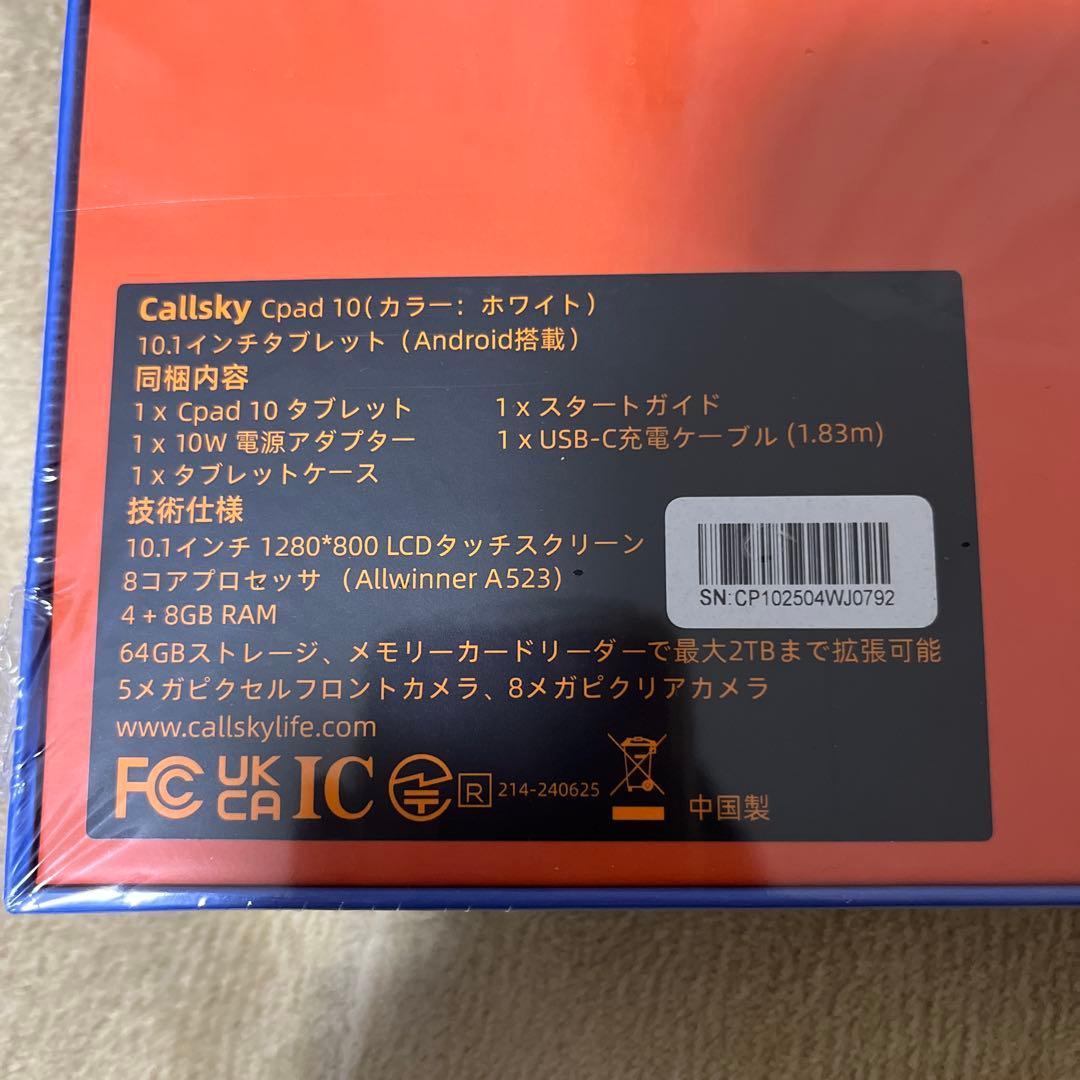 Callsky Cpad 10(カラー：ホワイト)
10.1インチタブレット（Android搭載）
同梱内容
1 x Cpad 10 タブレット 1 x スタートガイド
1 x 10W 電源アダプター 1 x USB-C充電ケーブル (1.83m)
1 x タブレットケース
技術仕様
10.1インチ 1280*800 LCDタッチスクリーン
8コアプロセッサ （Allwinner A523）
4 + 8GB RAM
SN:CP102504WJ0792
64GBストレージ、メモリーカードリーダーで最大2TBまで拡張可能
5メガピクセルフロントカメラ、8メガピクリアカメラ
www.callskylife.com
FC UKCA IC R 214-240625 中国製